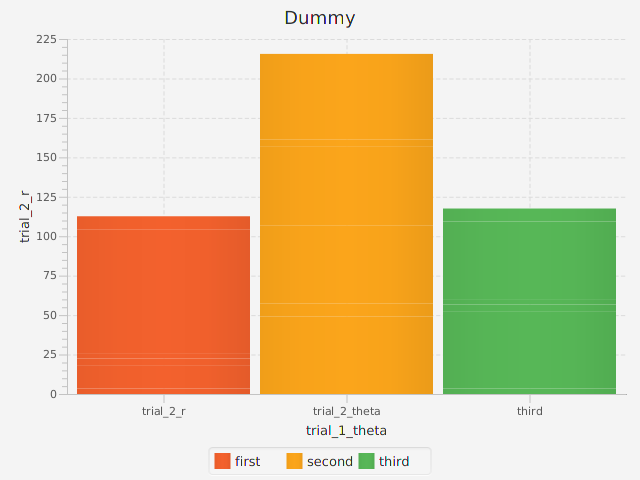 Dummy
225
200
175
150
125
100
75
50
25
0
trial_2_r
trial_2_r
trial_2_theta
third
trial_1_theta
first
second
third